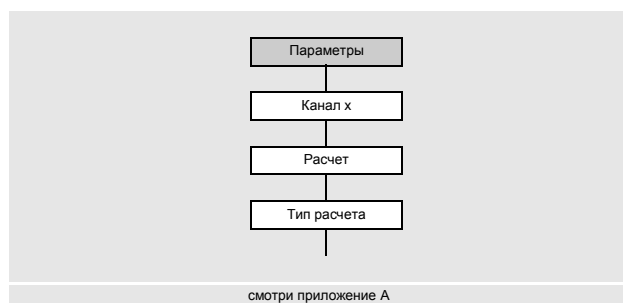 Параметры
Канал x
Расчет
Тип расчета
смотри приложение А